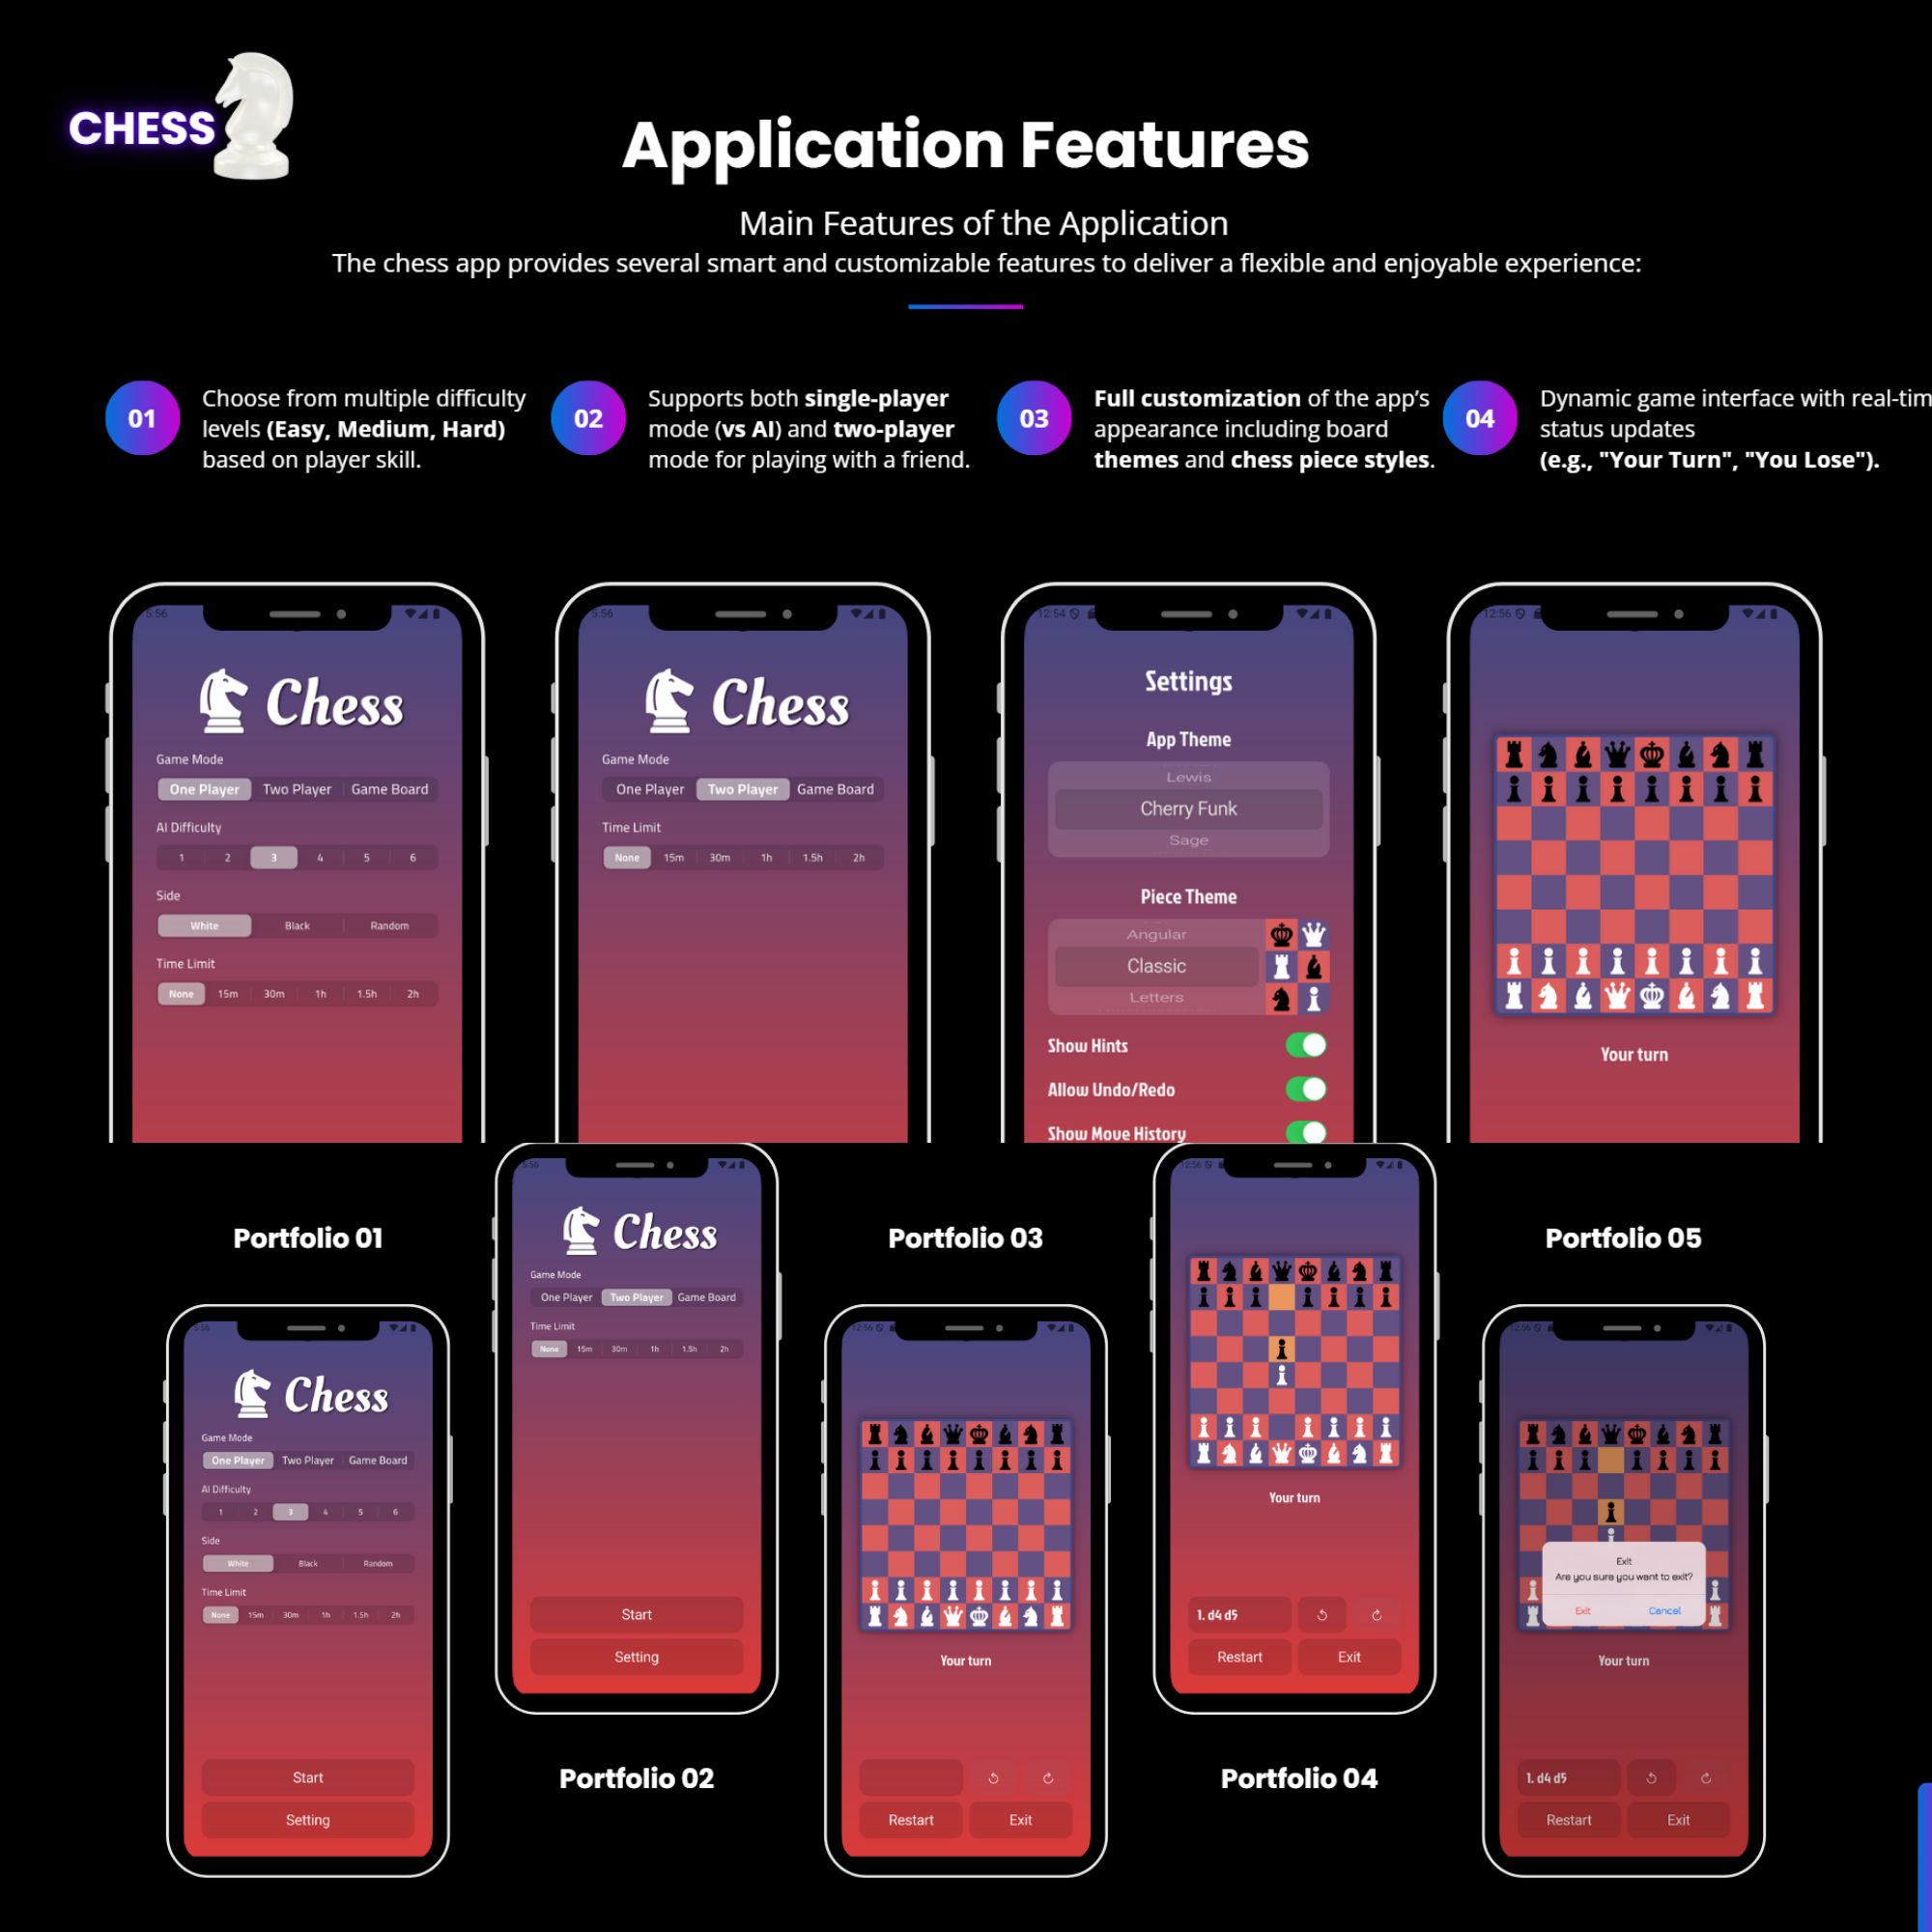 CHESS
Application Features
Main Features of the Application
The chess app provides several smart and customizable features to deliver a flexible and enjoyable experience:
01
Choose from multiple difficulty
levels (Easy, Medium, Hard)
based on player skill.
02
Supports both single-player
mode (vs AI) and two-player
mode for playing with a friend.
03
Full customization of the app's
appearance including board
themes and chess piece styles.
04
Dynamic game interface with real-tim
status updates
(e.g., "Your Turn", "You Lose").
5:56
Chess
Game Mode
One Player Two Player Game Board
AI Difficulty
1 2 3 4 5 6
Side
White Black Random
Time Limit
None 15m 30m 1h 1.5h 2h
5:56
Chess
Game Mode
One Player Two Player Game Board
Time Limit
None 15m 30m 1h 1.5h 2h
12:54
Settings
App Theme
Lewis
Cherry Funk
Sage
Piece Theme
Angular
Classic
Letters
Show Hints
Allow Undo/Redo
Show Move History
12:56
Your turn
Portfolio 01
5:56
Chess
Game Mode
One Player Two Player Game Board
AI Difficulty
1 2 3 4 5 6
Side
White Black Random
Time Limit
None 15m 30m 1h 1.5h 2h
Start
Setting
5:56
Chess
Game Mode
One Player Two Player Game Board
Time Limit
None 15m 30m 1h 1.5h 2h
Start
Setting
Portfolio 02
Portfolio 03
12:56
Your turn
Restart Exit
12:56
Your turn
1. d4 d5
Restart Exit
Portfolio 04
Portfolio 05
12:56
Exit
Are you sure you want to exit?
Exit Cancel
Your turn
1. d4 d5
Restart Exit